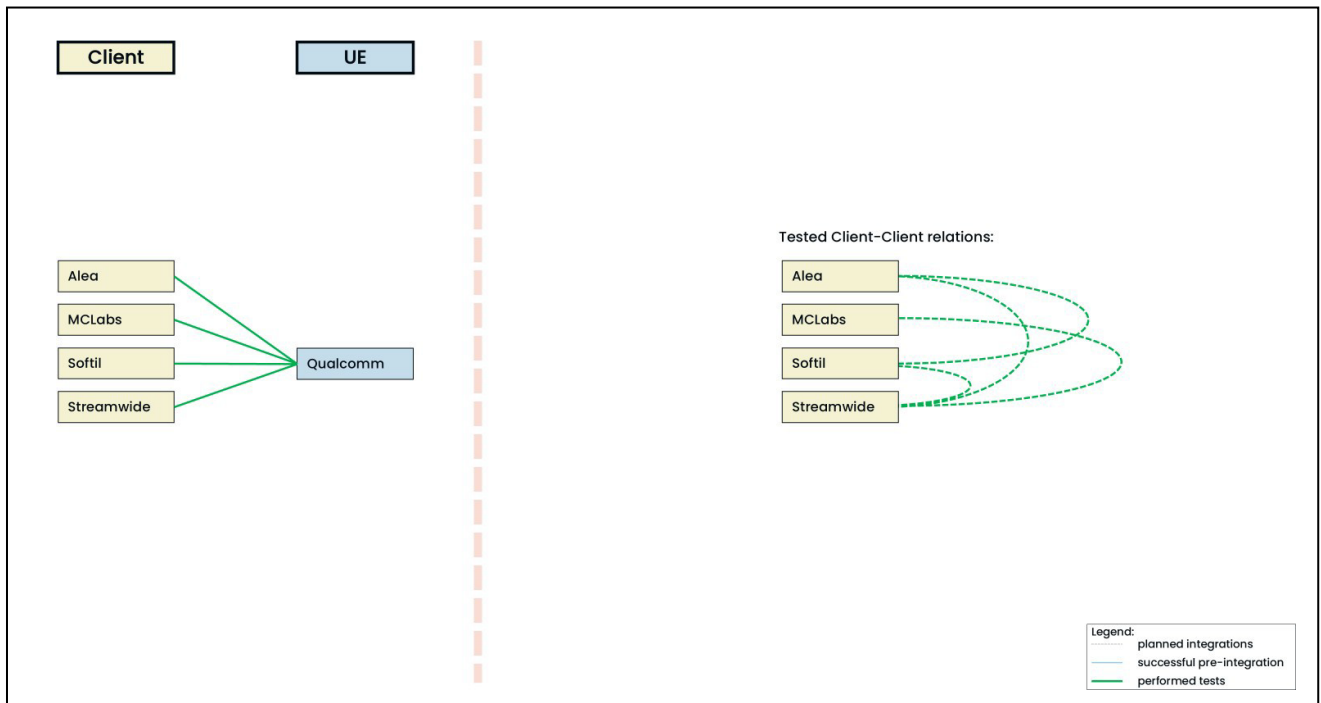 Client
UE
Tested Client-Client relations:
Alea
MCLabs
Softil
Streamwide
Qualcomm
Alea
MCLabs
Softil
Streamwide
Legend:
planned integrations
successful pre-integration
performed tests